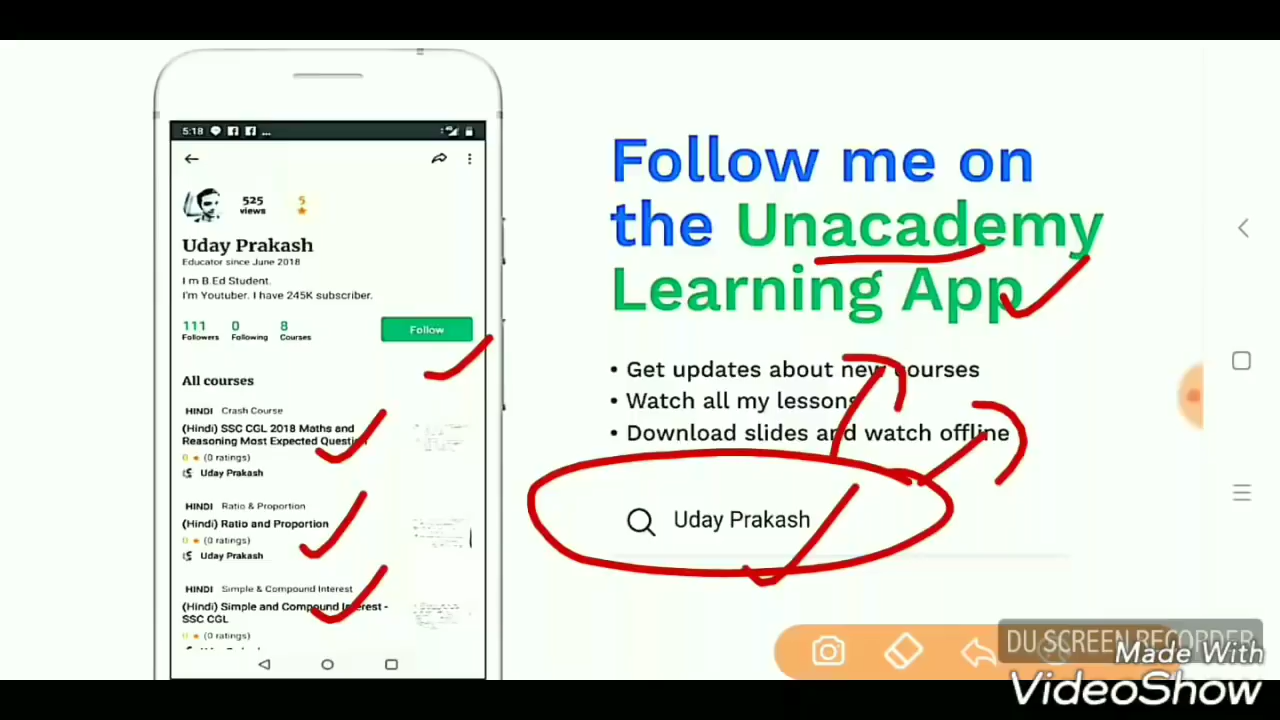 5:18
525
views
5
Uday Prakash
Educator since June 2018
I m B.Ed Student.
I'm Youtuber. I have 245K subscriber.
111
Followers
0
Following
8
Courses
Follow
All courses
HINDI Crash Course
(Hindi) SSC CGL 2018 Maths and
Reasoning Most Expected
0 ★ (0 ratings)
Uday Prakash
HINDI Ratio & Proportion
(Hindi) Ratio and Proportion
0 ★ (0 ratings)
Uday Prakash
HINDI Simple & Compound Interest
(Hindi) Simple and Compound Interest -
SSC CGL
0 ★ (0 ratings)
Follow me on
the Unacademy
Learning App
• Get updates about new courses
• Watch all my lessons
• Download slides and watch offline
Uday Prakash
DU SCREEN RECORDER
Made With
VideoShow